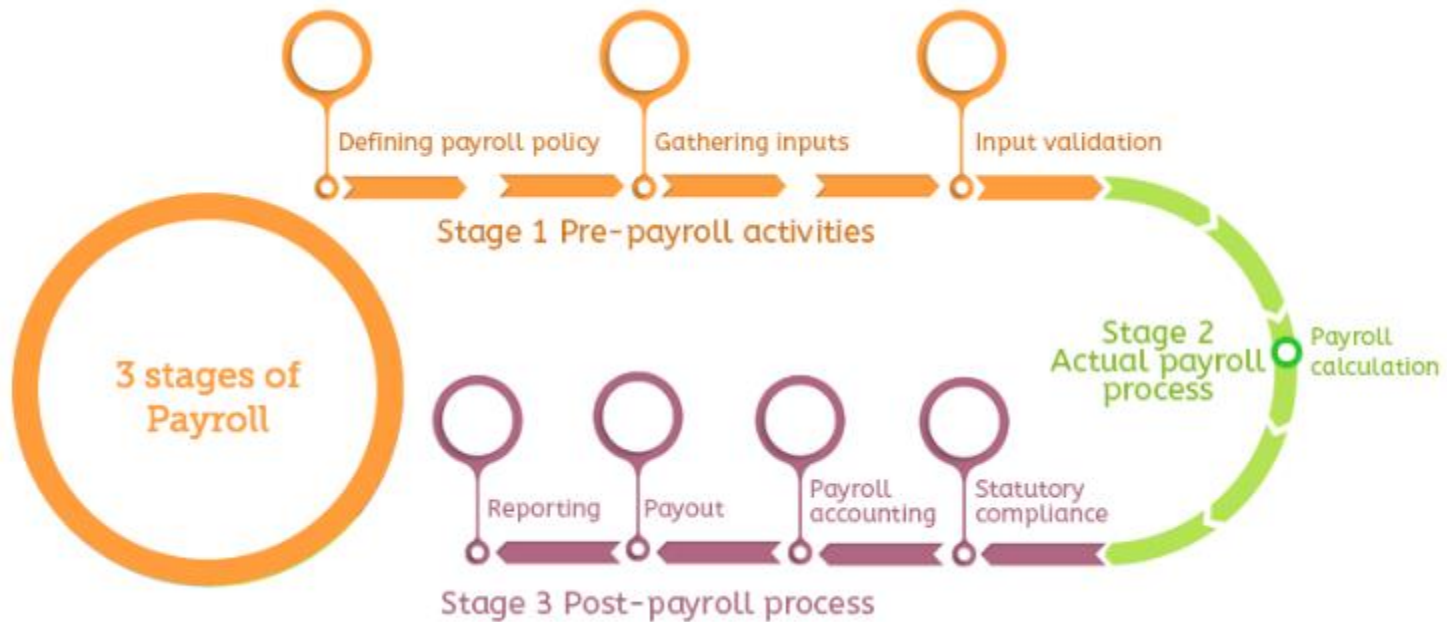 Defining payroll policy
Gathering inputs
Input validation
Stage 1 Pre-payroll activities
3 stages of
Payroll
Stage 2
Actual payroll
process
Payroll
calculation
Reporting
Payout
Payroll
accounting
Statutory
compliance
Stage 3 Post-payroll process